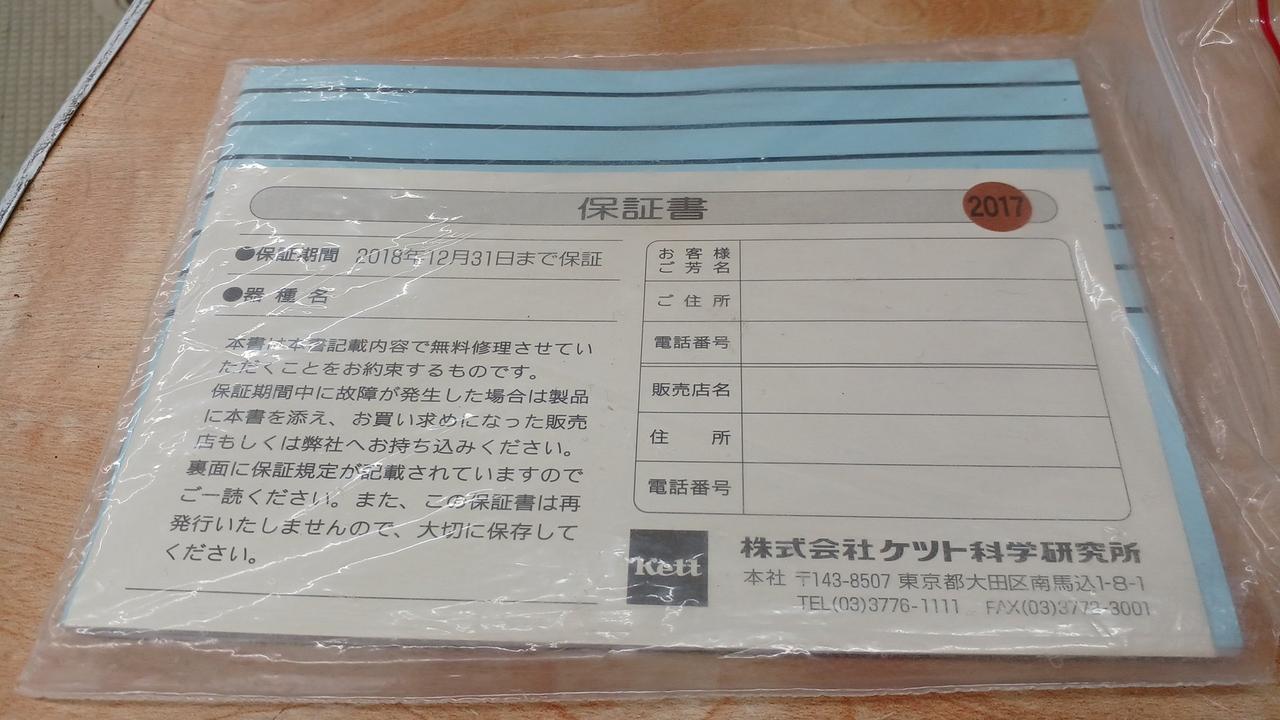 保証書
2017
●保証期間 2018年12月31日まで保証
●器種名
本書は本書記載内容で無料修理させてい
ただくことをお約束するものです。
保証期間中に故障が発生した場合は製品
に本書を添え、お買い求めになった販売
店もしくは弊社へお持ち込みください。
裏面に保証規定が記載されていますので
ご一読ください。また、この保証書は再
発行いたしませんので、大切に保存して
ください。
お客様
ご芳名
ご住所
電話番号
販売店名
住所
電話番号
Kett
株式会社ケツト科学研究所
本社 〒143-8507 東京都大田区南馬込1-8-1
TEL(03)3776-1111 FAX(03)3772-3001